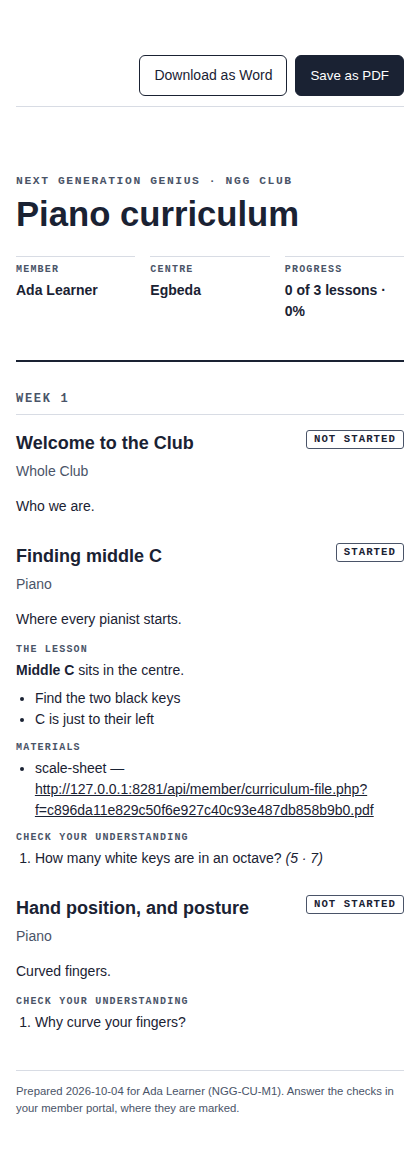 Download as Word
Save as PDF
NEXT GENERATION GENIUS · NGG CLUB
Piano curriculum
MEMBER
Ada Learner
CENTRE
Egbeda
PROGRESS
0 of 3 lessons ·
0%
WEEK 1
Welcome to the Club
NOT STARTED
Whole Club
Who we are.
Finding middle C
STARTED
Piano
Where every pianist starts.
THE LESSON
Middle C sits in the centre.
• Find the two black keys
• C is just to their left
MATERIALS
• scale-sheet —
http://127.0.0.1:8281/api/member/curriculum-file.php?
f=c896da11e829c50f6e927c40c93e487db858b9b0.pdf
CHECK YOUR UNDERSTANDING
1. How many white keys are in an octave? (5 · 7)
Hand position, and posture
NOT STARTED
Piano
Curved fingers.
CHECK YOUR UNDERSTANDING
1. Why curve your fingers?
Prepared 2026-10-04 for Ada Learner (NGG-CU-M1). Answer the checks in
your member portal, where they are marked.